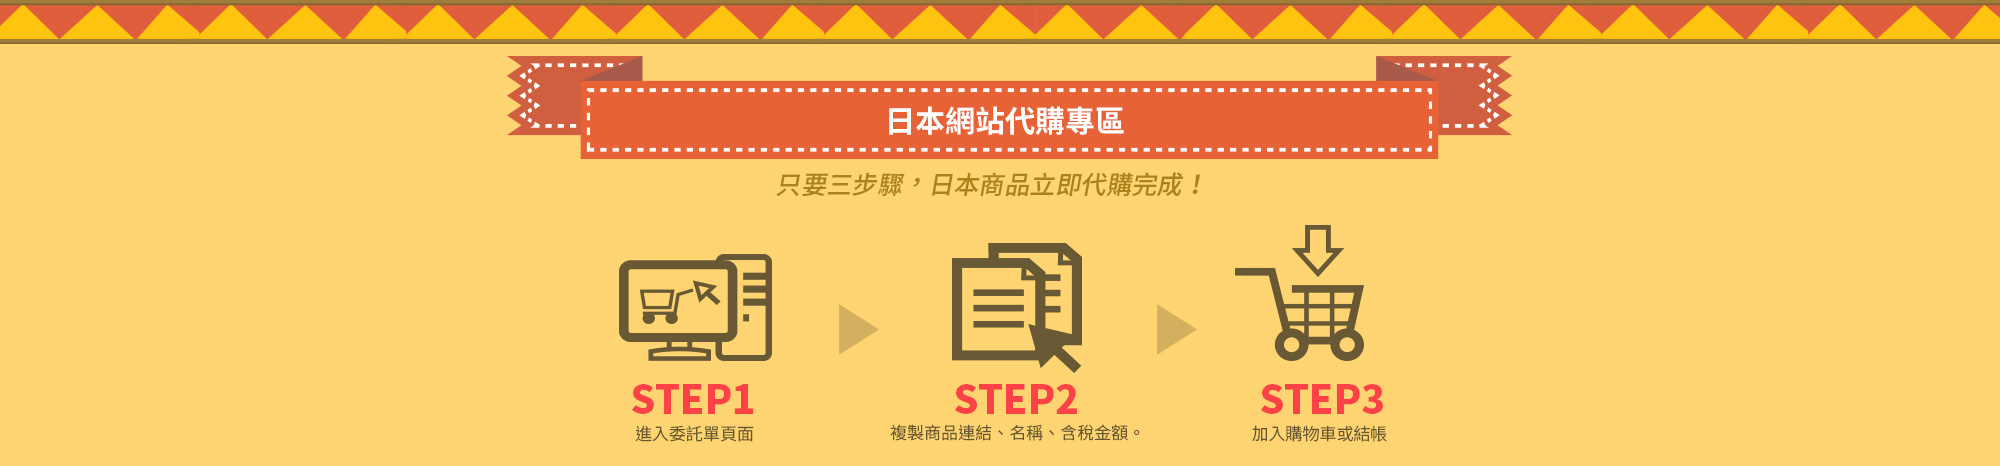 日本網站代購專區
只要三步驟，日本商品立即代購完成！
STEP1
進入委託單頁面
STEP2
複製商品連結、名稱、含稅金額。
STEP3
加入購物車或結帳